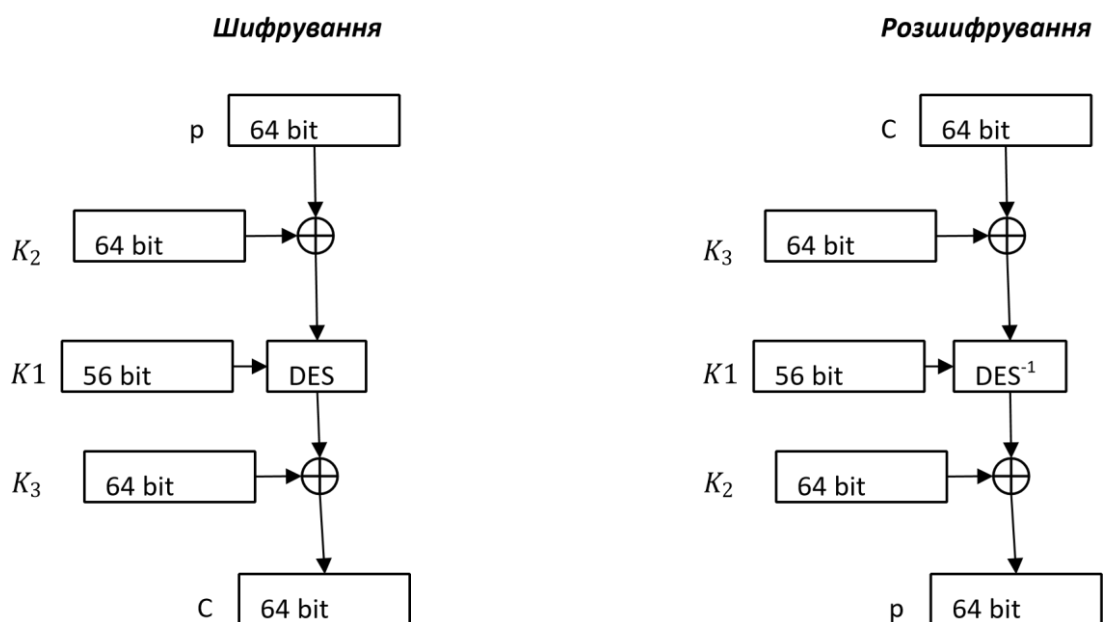 Шифрування
p 64 bit
K₂ 64 bit
K1 56 bit DES
K₃ 64 bit
C 64 bit
Розшифрування
C 64 bit
K₃ 64 bit
K1 56 bit DES⁻¹
K₂ 64 bit
p 64 bit